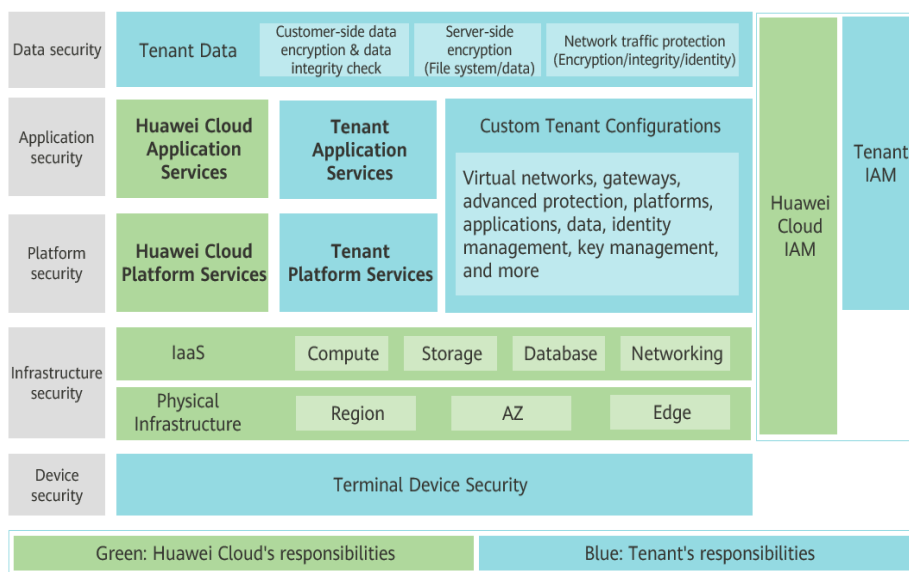 Data security
Tenant Data
Customer-side data
encryption & data
integrity check
Server-side
encryption
(File system/data)
Network traffic protection
(Encryption/integrity/identity)
Application
security
Huawei Cloud
Application
Services
Tenant
Application
Services
Custom Tenant Configurations
Virtual networks, gateways,
advanced protection, platforms,
applications, data, identity
management, key management,
and more
Platform
security
Huawei Cloud
Platform Services
Tenant
Platform Services
Huawei
Cloud
IAM
Tenant
IAM
Infrastructure
security
IaaS
Compute
Storage
Database
Networking
Physical
Infrastructure
Region
AZ
Edge
Device
security
Terminal Device Security
Green: Huawei Cloud's responsibilities
Blue: Tenant's responsibilities